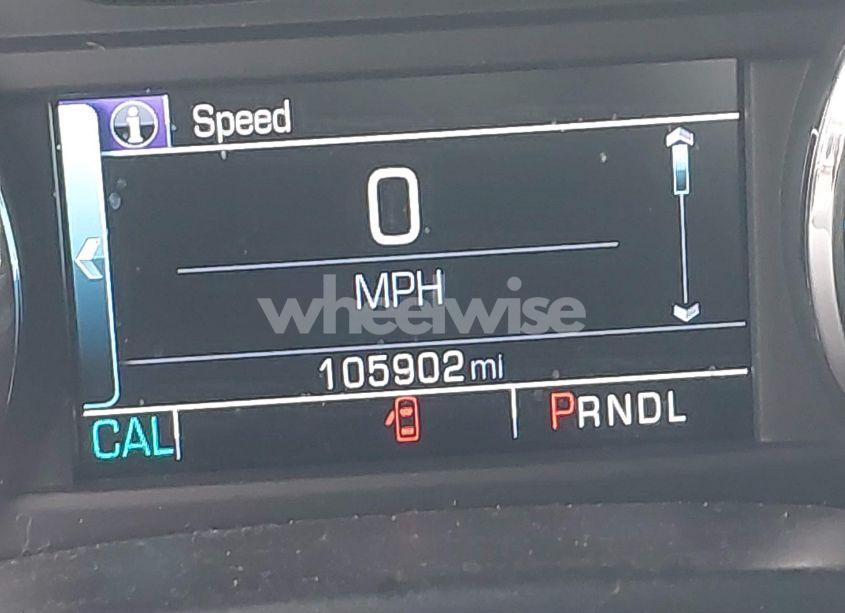 i Speed
0
MPH
wheelwise
105902 mi
CAL PRNDL